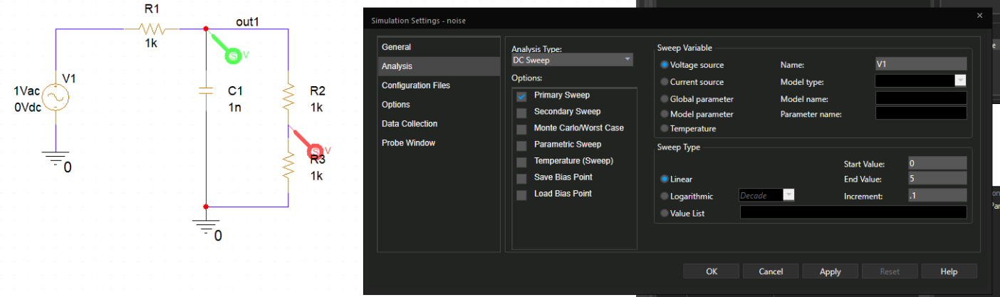 R1
1k
out1
V
V1
1Vac
0Vdc
C1
1n
R2
1k
V
R3
1k
0
0
Simulation Settings - noise
General
Analysis
Configuration Files
Options
Data Collection
Probe Window
Analysis Type:
DC Sweep
Options:
Primary Sweep
Secondary Sweep
Monte Carlo/Worst Case
Parametric Sweep
Temperature (Sweep)
Save Bias Point
Load Bias Point
Sweep Variable
Voltage source
Current source
Global parameter
Model parameter
Temperature
Name:
V1
Model type:
Model name:
Parameter name:
Sweep Type
Linear
Logarithmic
Decade
Value List
Start Value:
0
End Value:
5
Increment:
.1
OK
Cancel
Apply
Reset
Help